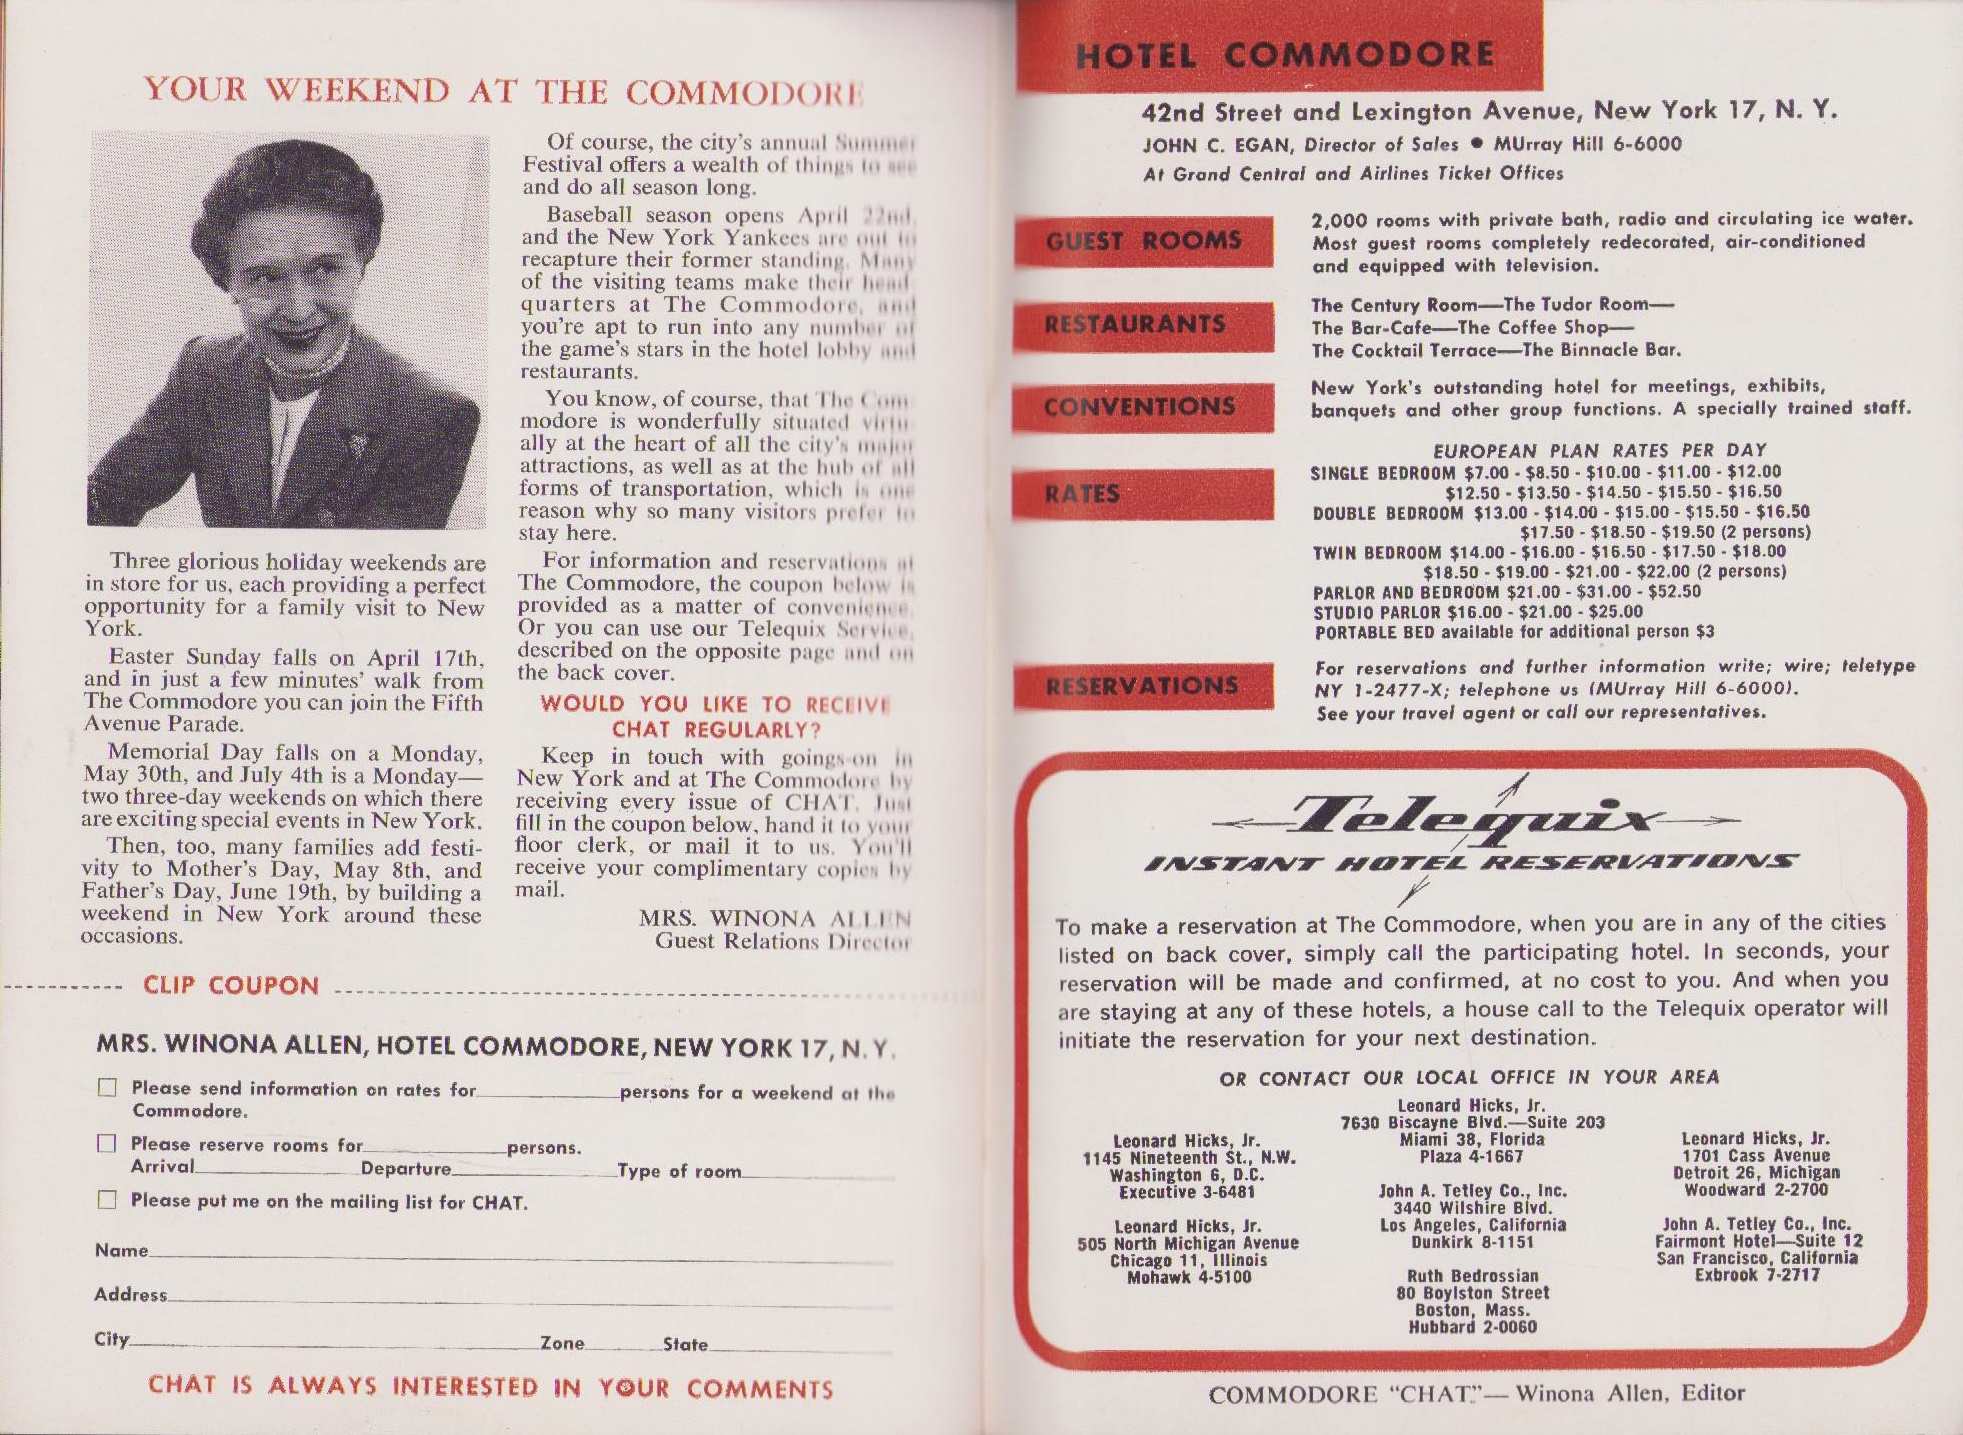 YOUR WEEKEND AT THE COMMODORE
Three glorious holiday weekends are
in store for us, each providing a perfect
opportunity for a family visit to New
York.
Easter Sunday falls on April 17th,
and in just a few minutes' walk from
The Commodore you can join the Fifth
Avenue Parade.
Memorial Day falls on a Monday,
May 30th, and July 4th is a Monday—
two three-day weekends on which there
are exciting special events in New York.
Then, too, many families add festi-
vity to Mother's Day, May 8th, and
Father's Day, June 19th, by building a
weekend in New York around these
occasions.
Of course, the city's annual Summer
Festival offers a wealth of things to see
and do all season long.
Baseball season opens April 22nd,
and the New York Yankees are out to
recapture their former standing. Many
of the visiting teams make their head
quarters at The Commodore, and
you're apt to run into any number of
the game's stars in the hotel lobby and
restaurants.
You know, of course, that The Com
modore is wonderfully situated virtu
ally at the heart of all the city's major
attractions, as well as at the hub of all
forms of transportation, which is one
reason why so many visitors prefer to
stay here.
For information and reservations at
The Commodore, the coupon below is
provided as a matter of convenience.
Or you can use our Telequix Service,
described on the opposite page and on
the back cover.
WOULD YOU LIKE TO RECEIVE
CHAT REGULARLY?
Keep in touch with goings-on in
New York and at The Commodore by
receiving every issue of CHAT. Just
fill in the coupon below, hand it to your
floor clerk, or mail it to us. You'll
receive your complimentary copies by
mail.
MRS. WINONA ALLEN
Guest Relations Director
CLIP COUPON
MRS. WINONA ALLEN, HOTEL COMMODORE, NEW YORK 17, N. Y.
Please send information on rates for persons for a weekend at the
Commodore.
Please reserve rooms for persons.
Arrival Departure Type of room
Please put me on the mailing list for CHAT.
Name
Address
City Zone State
CHAT IS ALWAYS INTERESTED IN YOUR COMMENTS
HOTEL COMMODORE
42nd Street and Lexington Avenue, New York 17, N. Y.
JOHN C. EGAN, Director of Sales ● MUrray Hill 6-6000
At Grand Central and Airlines Ticket Offices
GUEST ROOMS
2,000 rooms with private bath, radio and circulating ice water.
Most guest rooms completely redecorated, air-conditioned
and equipped with television.
RESTAURANTS
The Century Room—The Tudor Room—
The Bar-Cafe—The Coffee Shop—
The Cocktail Terrace—The Binnacle Bar.
CONVENTIONS
New York's outstanding hotel for meetings, exhibits,
banquets and other group functions. A specially trained staff.
RATES
EUROPEAN PLAN RATES PER DAY
SINGLE BEDROOM $7.00 - $8.50 - $10.00 - $11.00 - $12.00
$12.50 - $13.50 - $14.50 - $15.50 - $16.50
DOUBLE BEDROOM $13.00 - $14.00 - $15.00 - $15.50 - $16.50
$17.50 - $18.50 - $19.50 (2 persons)
TWIN BEDROOM $14.00 - $16.00 - $16.50 - $17.50 - $18.00
$18.50 - $19.00 - $21.00 - $22.00 (2 persons)
PARLOR AND BEDROOM $21.00 - $31.00 - $52.50
STUDIO PARLOR $16.00 - $21.00 - $25.00
PORTABLE BED available for additional person $3
RESERVATIONS
For reservations and further information write; wire; teletype
NY 1-2477-X; telephone us (MUrray Hill 6-6000).
See your travel agent or call our representatives.
Telequix
INSTANT HOTEL RESERVATIONS
To make a reservation at The Commodore, when you are in any of the cities
listed on back cover, simply call the participating hotel. In seconds, your
reservation will be made and confirmed, at no cost to you. And when you
are staying at any of these hotels, a house call to the Telequix operator will
initiate the reservation for your next destination.
OR CONTACT OUR LOCAL OFFICE IN YOUR AREA
Leonard Hicks, Jr.
1145 Nineteenth St., N.W.
Washington 6, D.C.
Executive 3-6481
Leonard Hicks, Jr.
505 North Michigan Avenue
Chicago 11, Illinois
Mohawk 4-5100
Leonard Hicks, Jr.
7630 Biscayne Blvd.—Suite 203
Miami 38, Florida
Plaza 4-1667
John A. Tetley Co., Inc.
3440 Wilshire Blvd.
Los Angeles, California
Dunkirk 8-1151
Ruth Bedrossian
80 Boylston Street
Boston, Mass.
Hubbard 2-0060
Leonard Hicks, Jr.
1701 Cass Avenue
Detroit 26, Michigan
Woodward 2-2700
John A. Tetley Co., Inc.
Fairmont Hotel—Suite 12
San Francisco, California
Exbrook 7-2717
COMMODORE "CHAT"— Winona Allen, Editor